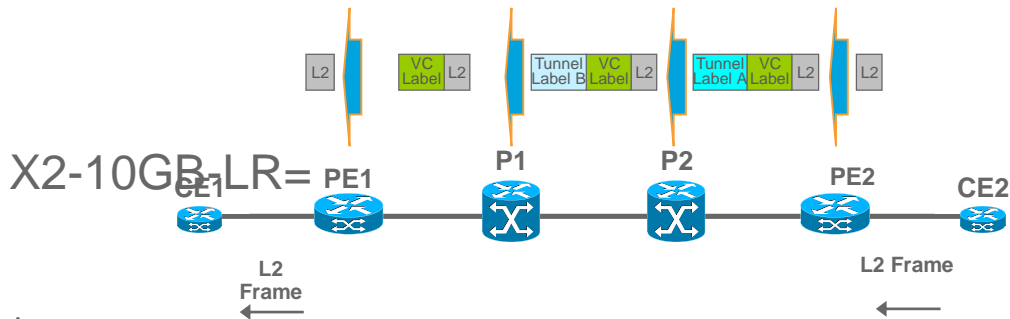 L2
VC
Label
L2
Tunnel
Label B
VC
Label
L2
Tunnel
Label A
VC
Label
L2
L2
X2-10GB-LR=
CE1
PE1
P1
P2
PE2
CE2
L2
Frame
L2 Frame